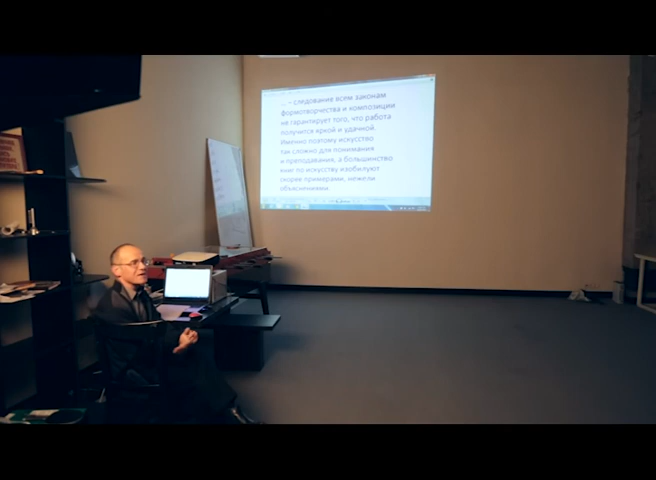 ... – следование всем законам
формотворчества и композиции
не гарантирует того, что работа
получится яркой и удачной.
Именно поэтому искусство
так сложно для понимания
и преподавания, а большинство
книг по искусству изобилуют
скорее примерами, нежели
объяснениями.